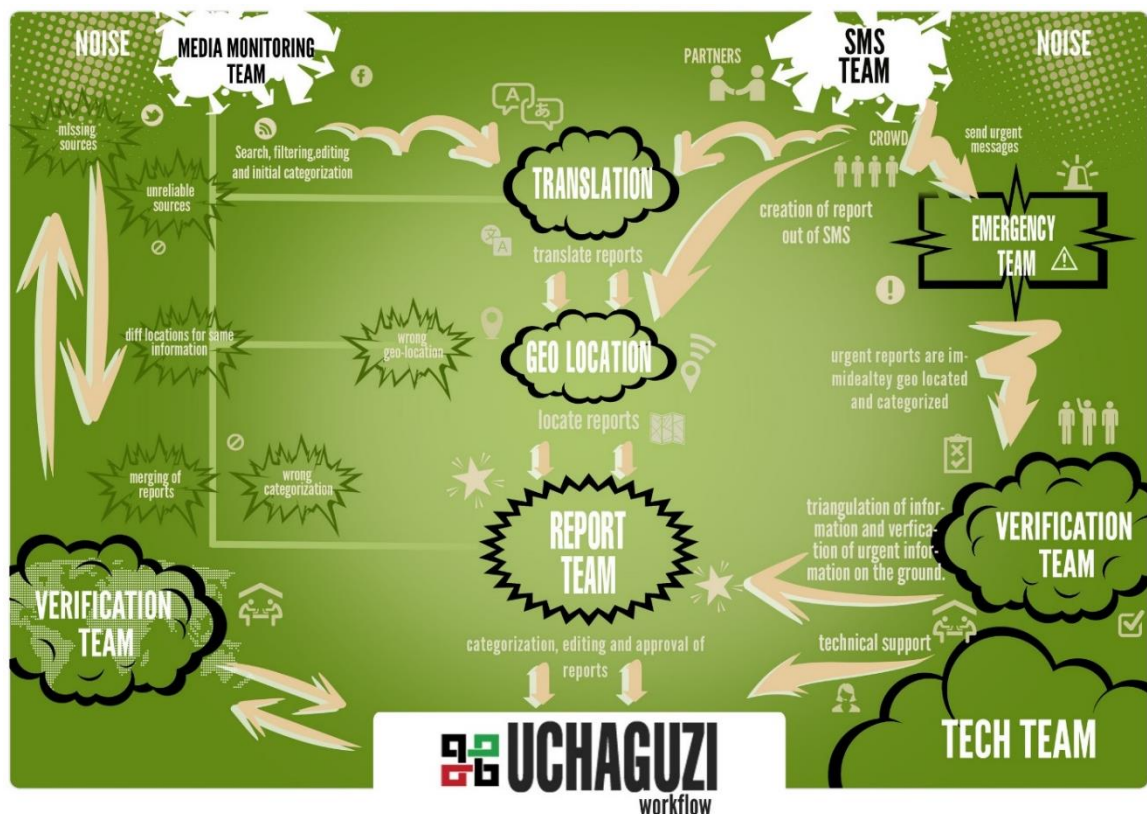 NOISE
MEDIA MONITORING
TEAM
PARTNERS
SMS
TEAM
NOISE
missing
sources
Search, filtering,editing
and initial categorization
unreliable
sources
A
あ
TRANSLATION
CROWD
send urgent
messages
creation of report
out of SMS
EMERGENCY
TEAM
文
A
translate reports
diff locations for same
information
wrong
geo-location
GEO LOCATION
urgent reports are im-
midealtey geo located
and categorized
locate reports
merging of
reports
wrong
categorization
REPORT
TEAM
triangulation of infor-
mation and verfica-
tion of urgent infor-
mation on the ground.
VERIFICATION
TEAM
VERIFICATION
TEAM
categorization, editing and approval of
reports
technical support
TECH TEAM
UCHAGUZI
workflow